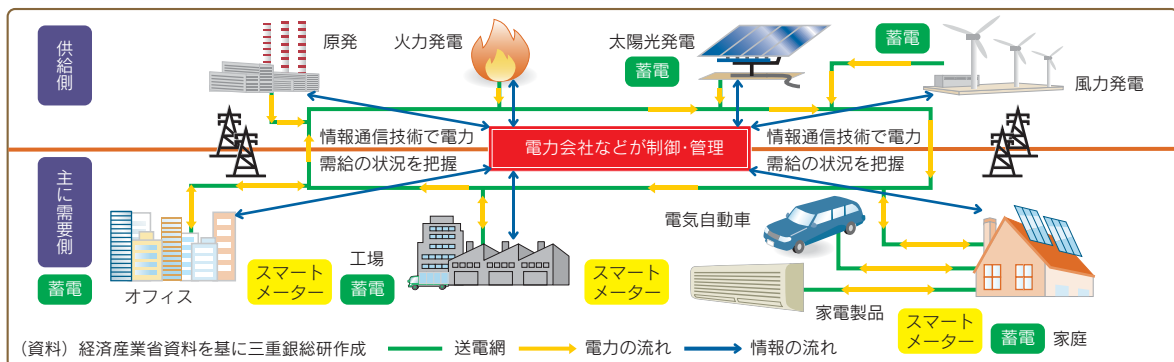 供給側
原発
火力発電
太陽光発電
蓄電
蓄電
風力発電
情報通信技術で電力
需給の状況を把握
電力会社などが制御・管理
情報通信技術で電力
需給の状況を把握
主に需要側
蓄電
オフィス
スマート
メーター
工場
蓄電
スマート
メーター
電気自動車
家電製品
スマート
メーター
蓄電
家庭
（資料）経済産業省資料を基に三重銀総研作成
送電網
電力の流れ
情報の流れ